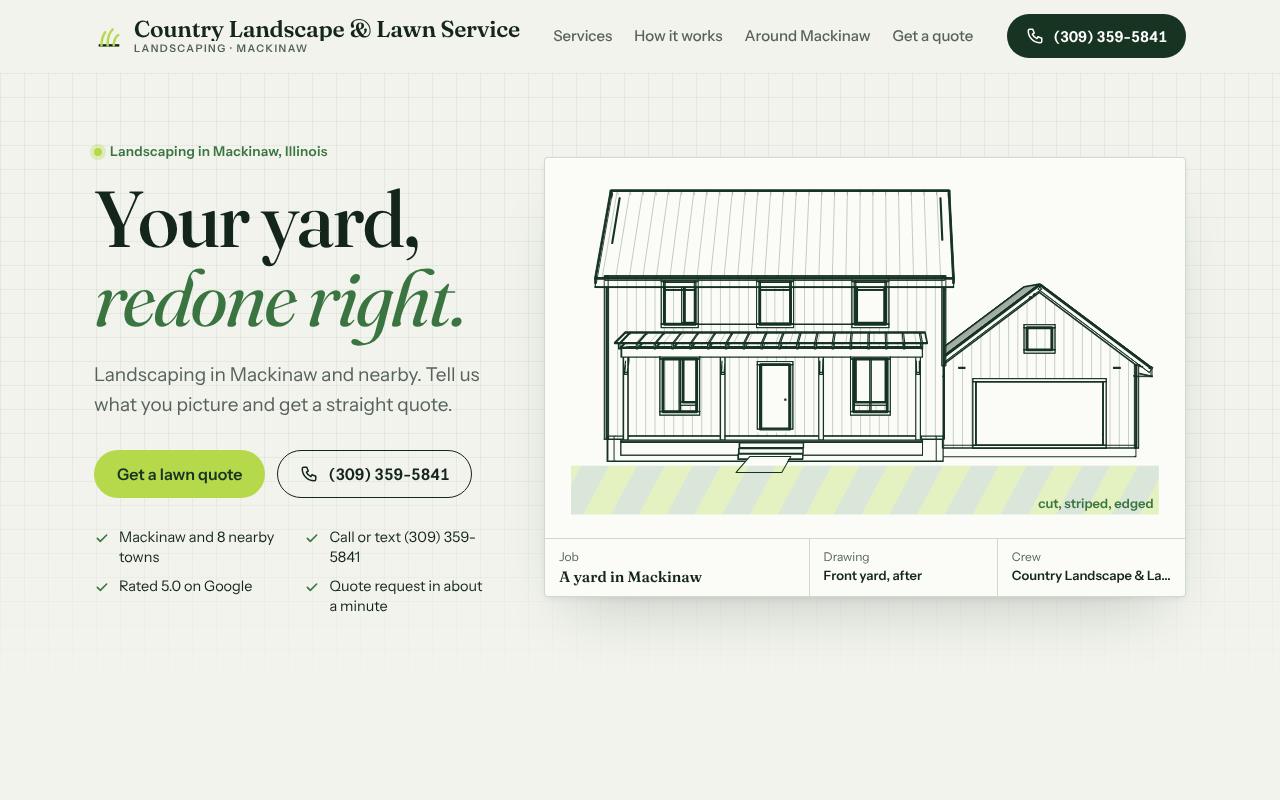 Country Landscape & Lawn Service
LANDSCAPING · MACKINAW
Services
How it works
Around Mackinaw
Get a quote
(309) 359-5841
Landscaping in Mackinaw, Illinois
Your yard,
redone right.
Landscaping in Mackinaw and nearby. Tell us
what you picture and get a straight quote.
Get a lawn quote
(309) 359-5841
Mackinaw and 8 nearby
towns
Call or text (309) 359-
5841
Rated 5.0 on Google
Quote request in about
a minute
cut, striped, edged
Job
A yard in Mackinaw
Drawing
Front yard, after
Crew
Country Landscape & La...